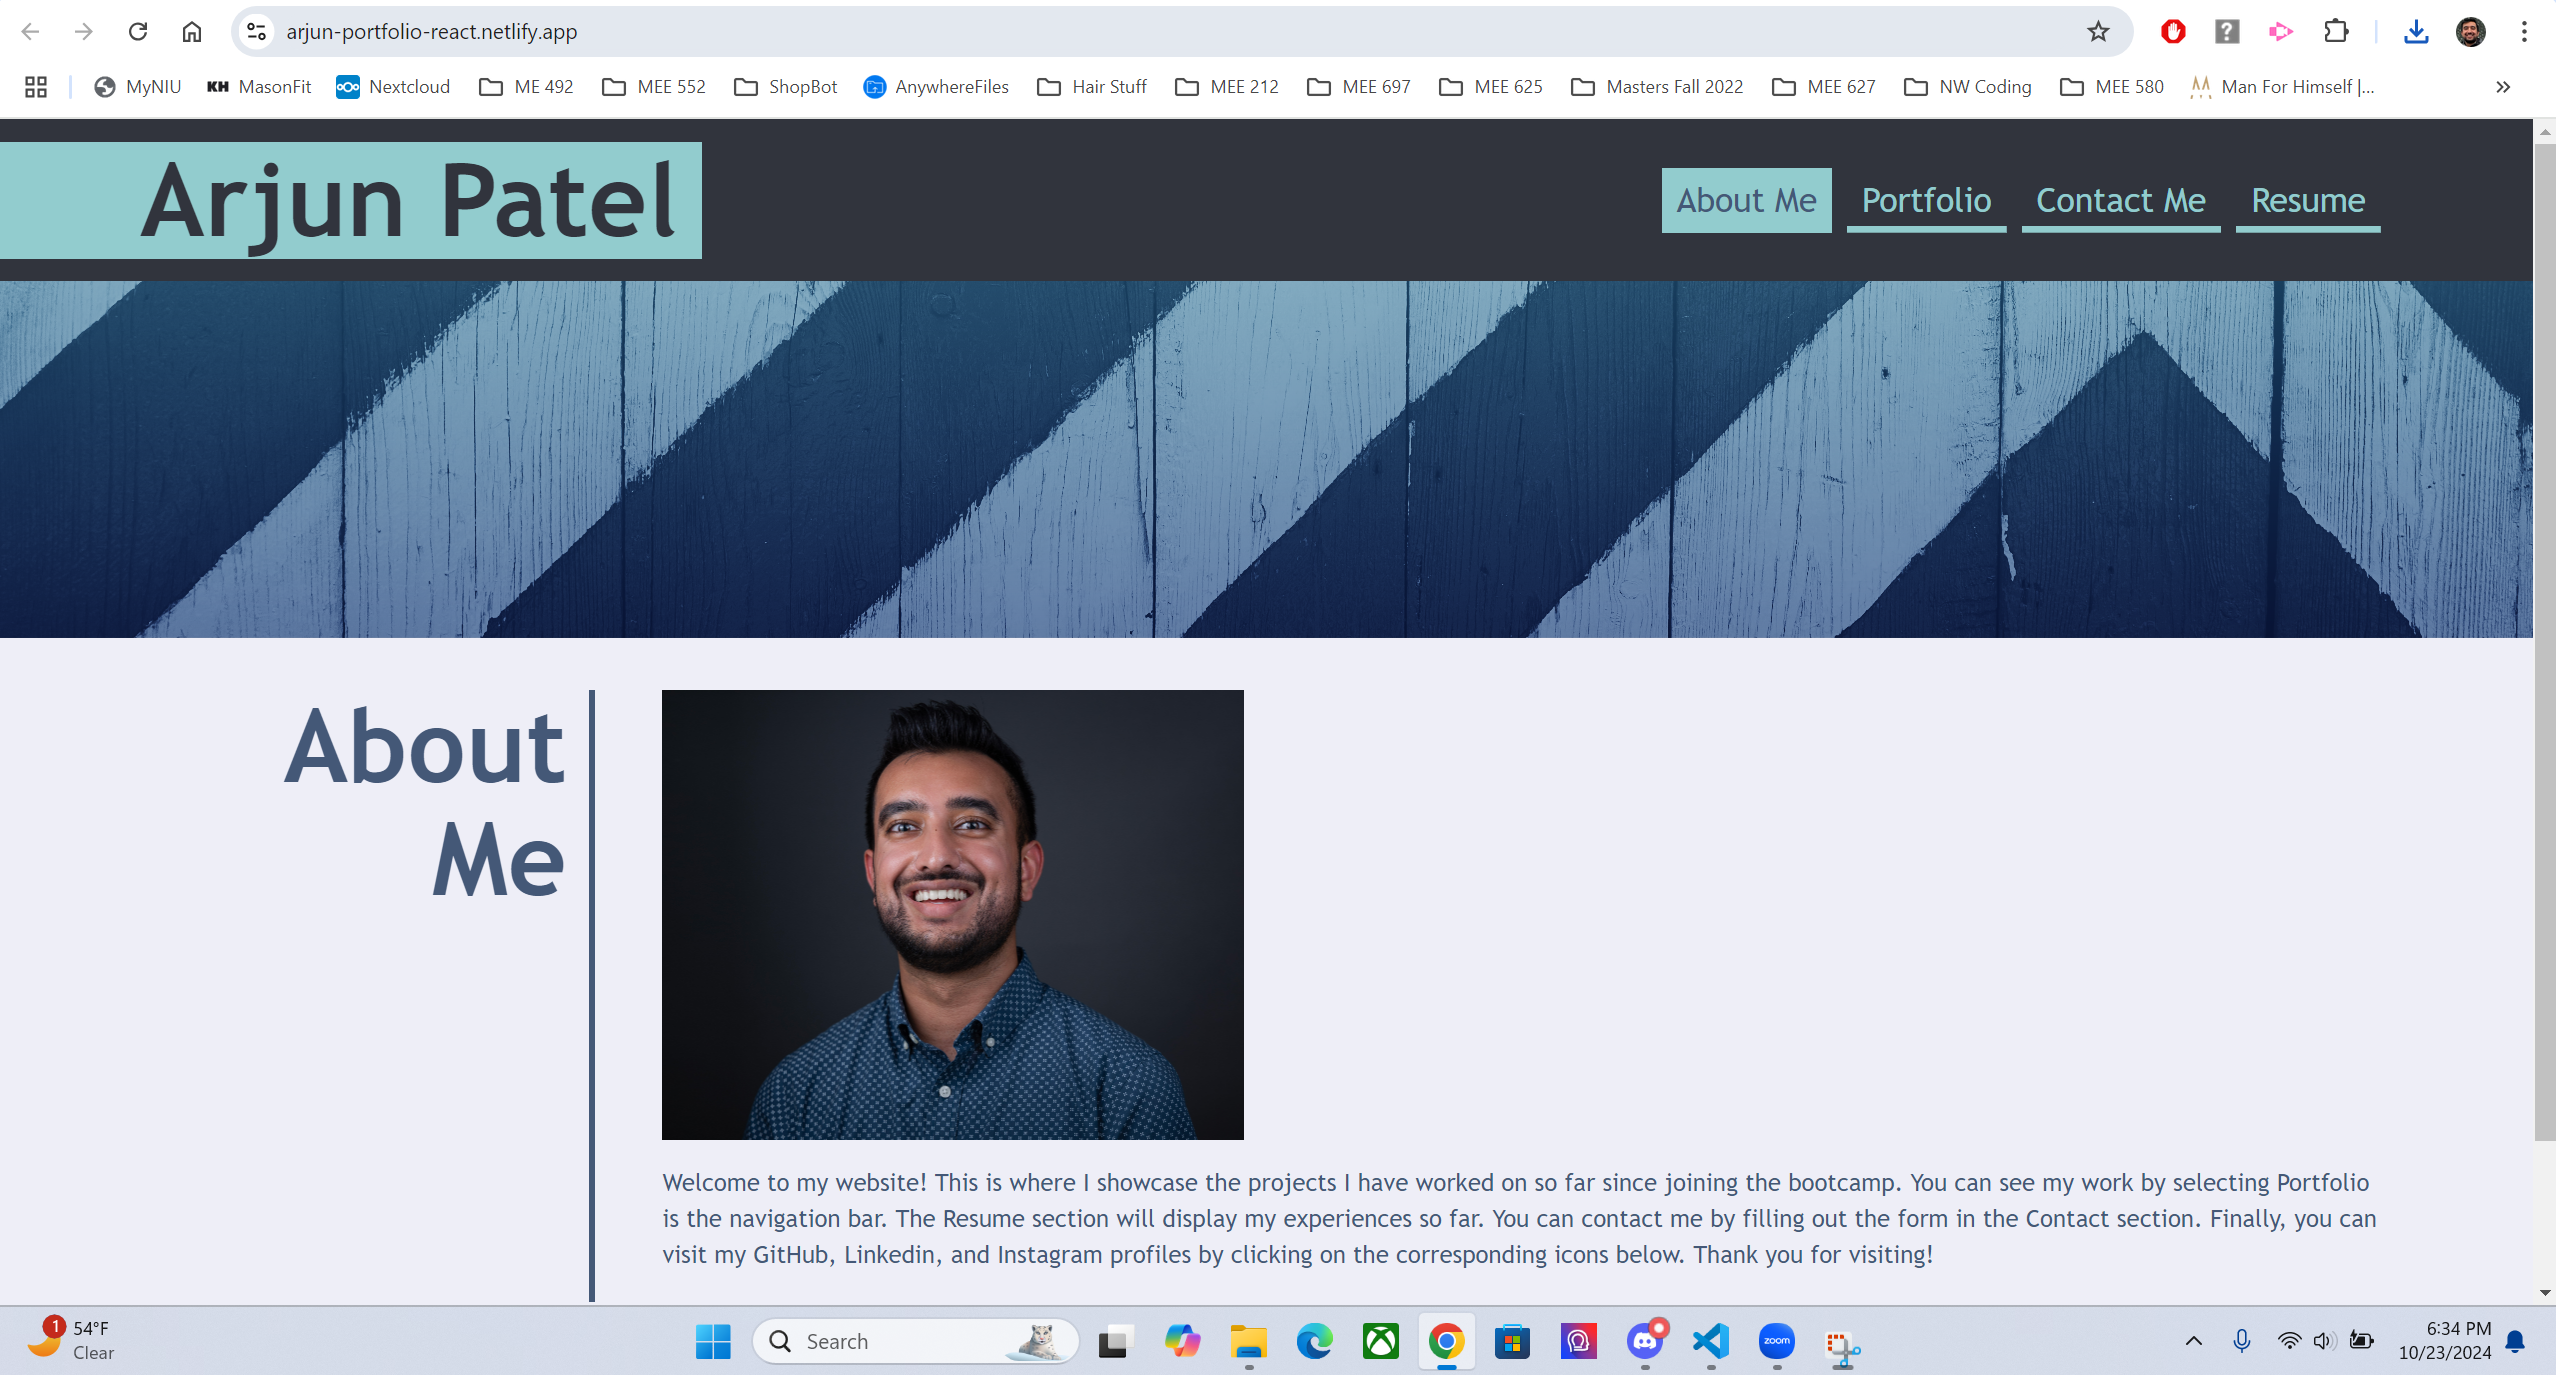 arjun-portfolio-react.netlify.app
MyNIU KH MasonFit Nextcloud ME 492 MEE 552 ShopBot AnywhereFiles Hair Stuff MEE 212 MEE 697 MEE 625 Masters Fall 2022 MEE 627 NW Coding MEE 580 Man For Himself |...
Arjun Patel
About Me Portfolio Contact Me Resume
About
Me
Welcome to my website! This is where I showcase the projects I have worked on so far since joining the bootcamp. You can see my work by selecting Portfolio
is the navigation bar. The Resume section will display my experiences so far. You can contact me by filling out the form in the Contact section. Finally, you can
visit my GitHub, Linkedin, and Instagram profiles by clicking on the corresponding icons below. Thank you for visiting!
1
54°F
Clear
Search
zoom
6:34 PM
10/23/2024